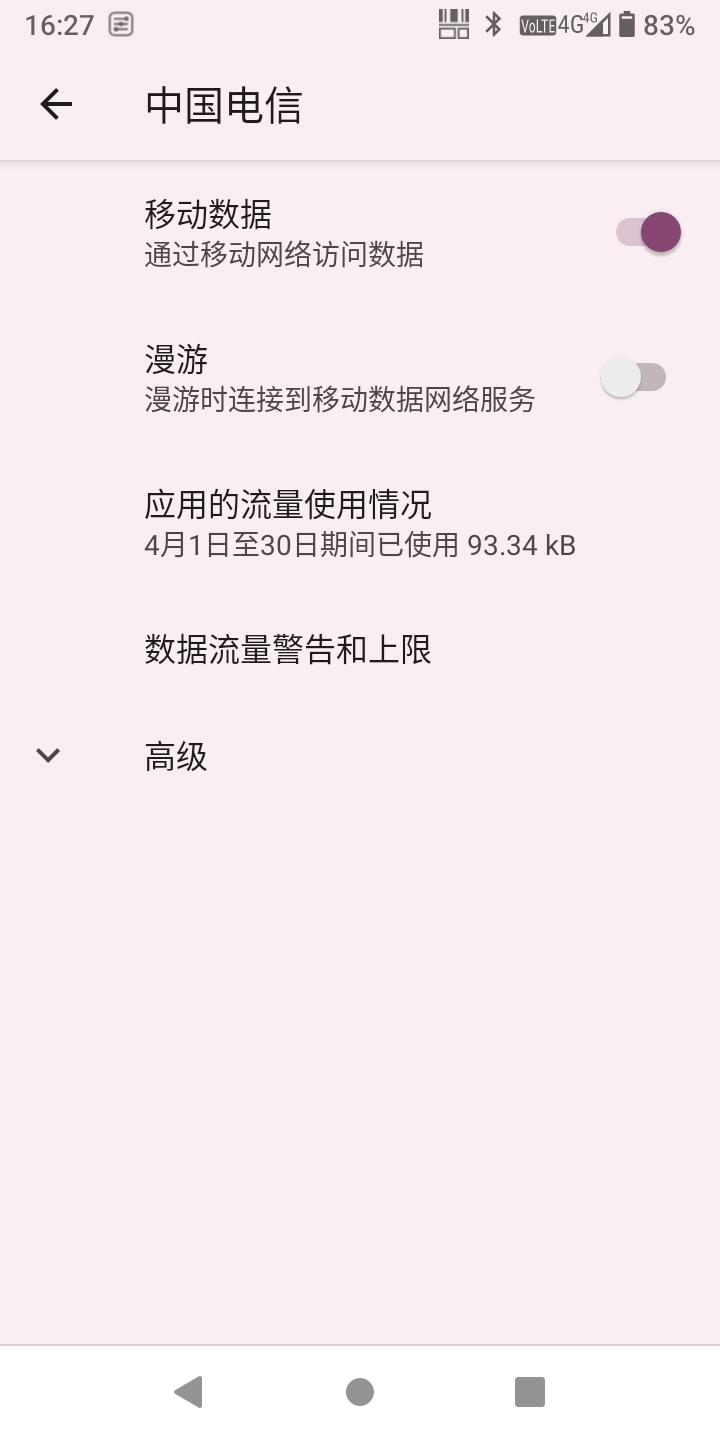 16:27
VoLTE 4G 4G 83%
中国电信
移动数据
通过移动网络访问数据
漫游
漫游时连接到移动数据网络服务
应用的流量使用情况
4月1日至30日期间已使用 93.34 kB
数据流量警告和上限
高级